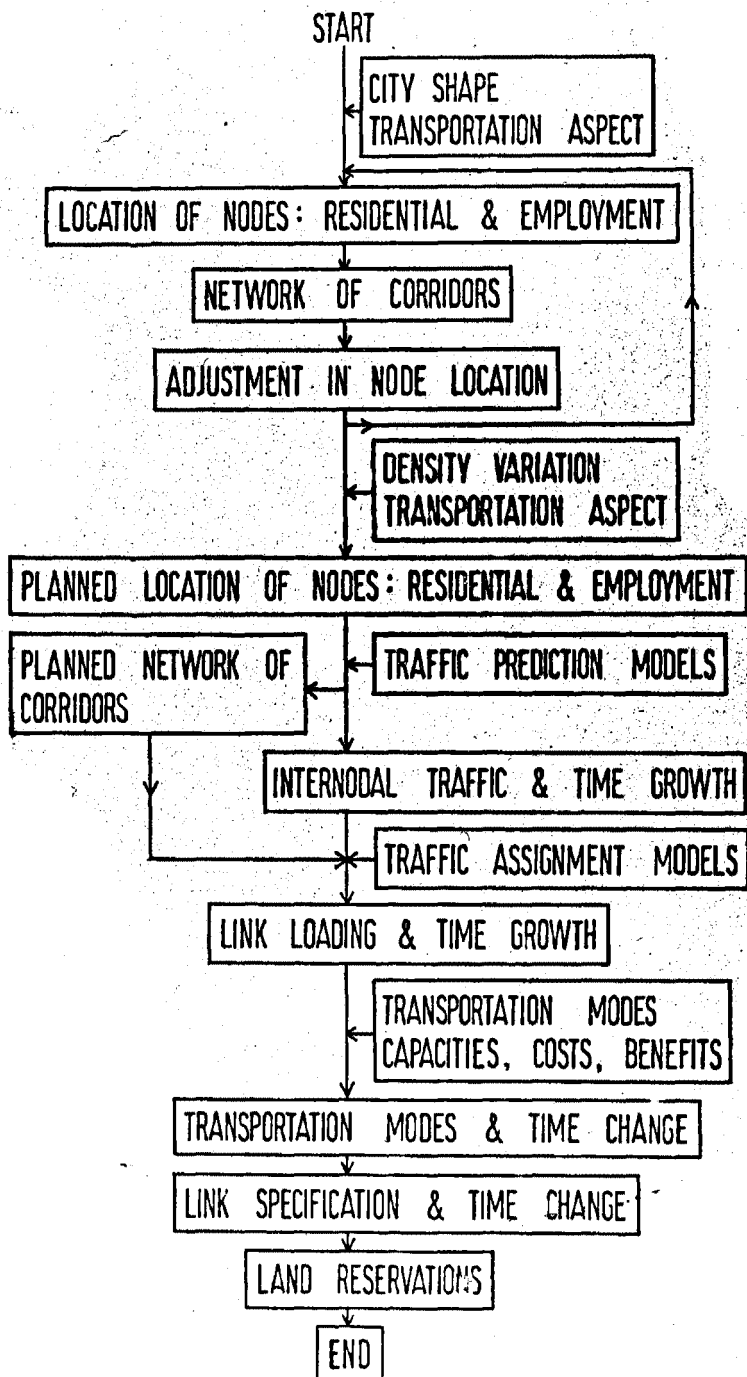 START
CITY SHAPE
TRANSPORTATION ASPECT
LOCATION OF NODES: RESIDENTIAL & EMPLOYMENT
NETWORK OF CORRIDORS
ADJUSTMENT IN NODE LOCATION
DENSITY VARIATION
TRANSPORTATION ASPECT
PLANNED LOCATION OF NODES: RESIDENTIAL & EMPLOYMENT
PLANNED NETWORK OF
CORRIDORS
TRAFFIC PREDICTION MODELS
INTERNODAL TRAFFIC & TIME GROWTH
TRAFFIC ASSIGNMENT MODELS
LINK LOADING & TIME GROWTH
TRANSPORTATION MODES
CAPACITIES, COSTS, BENEFITS
TRANSPORTATION MODES & TIME CHANGE
LINK SPECIFICATION & TIME CHANGE
LAND RESERVATIONS
END